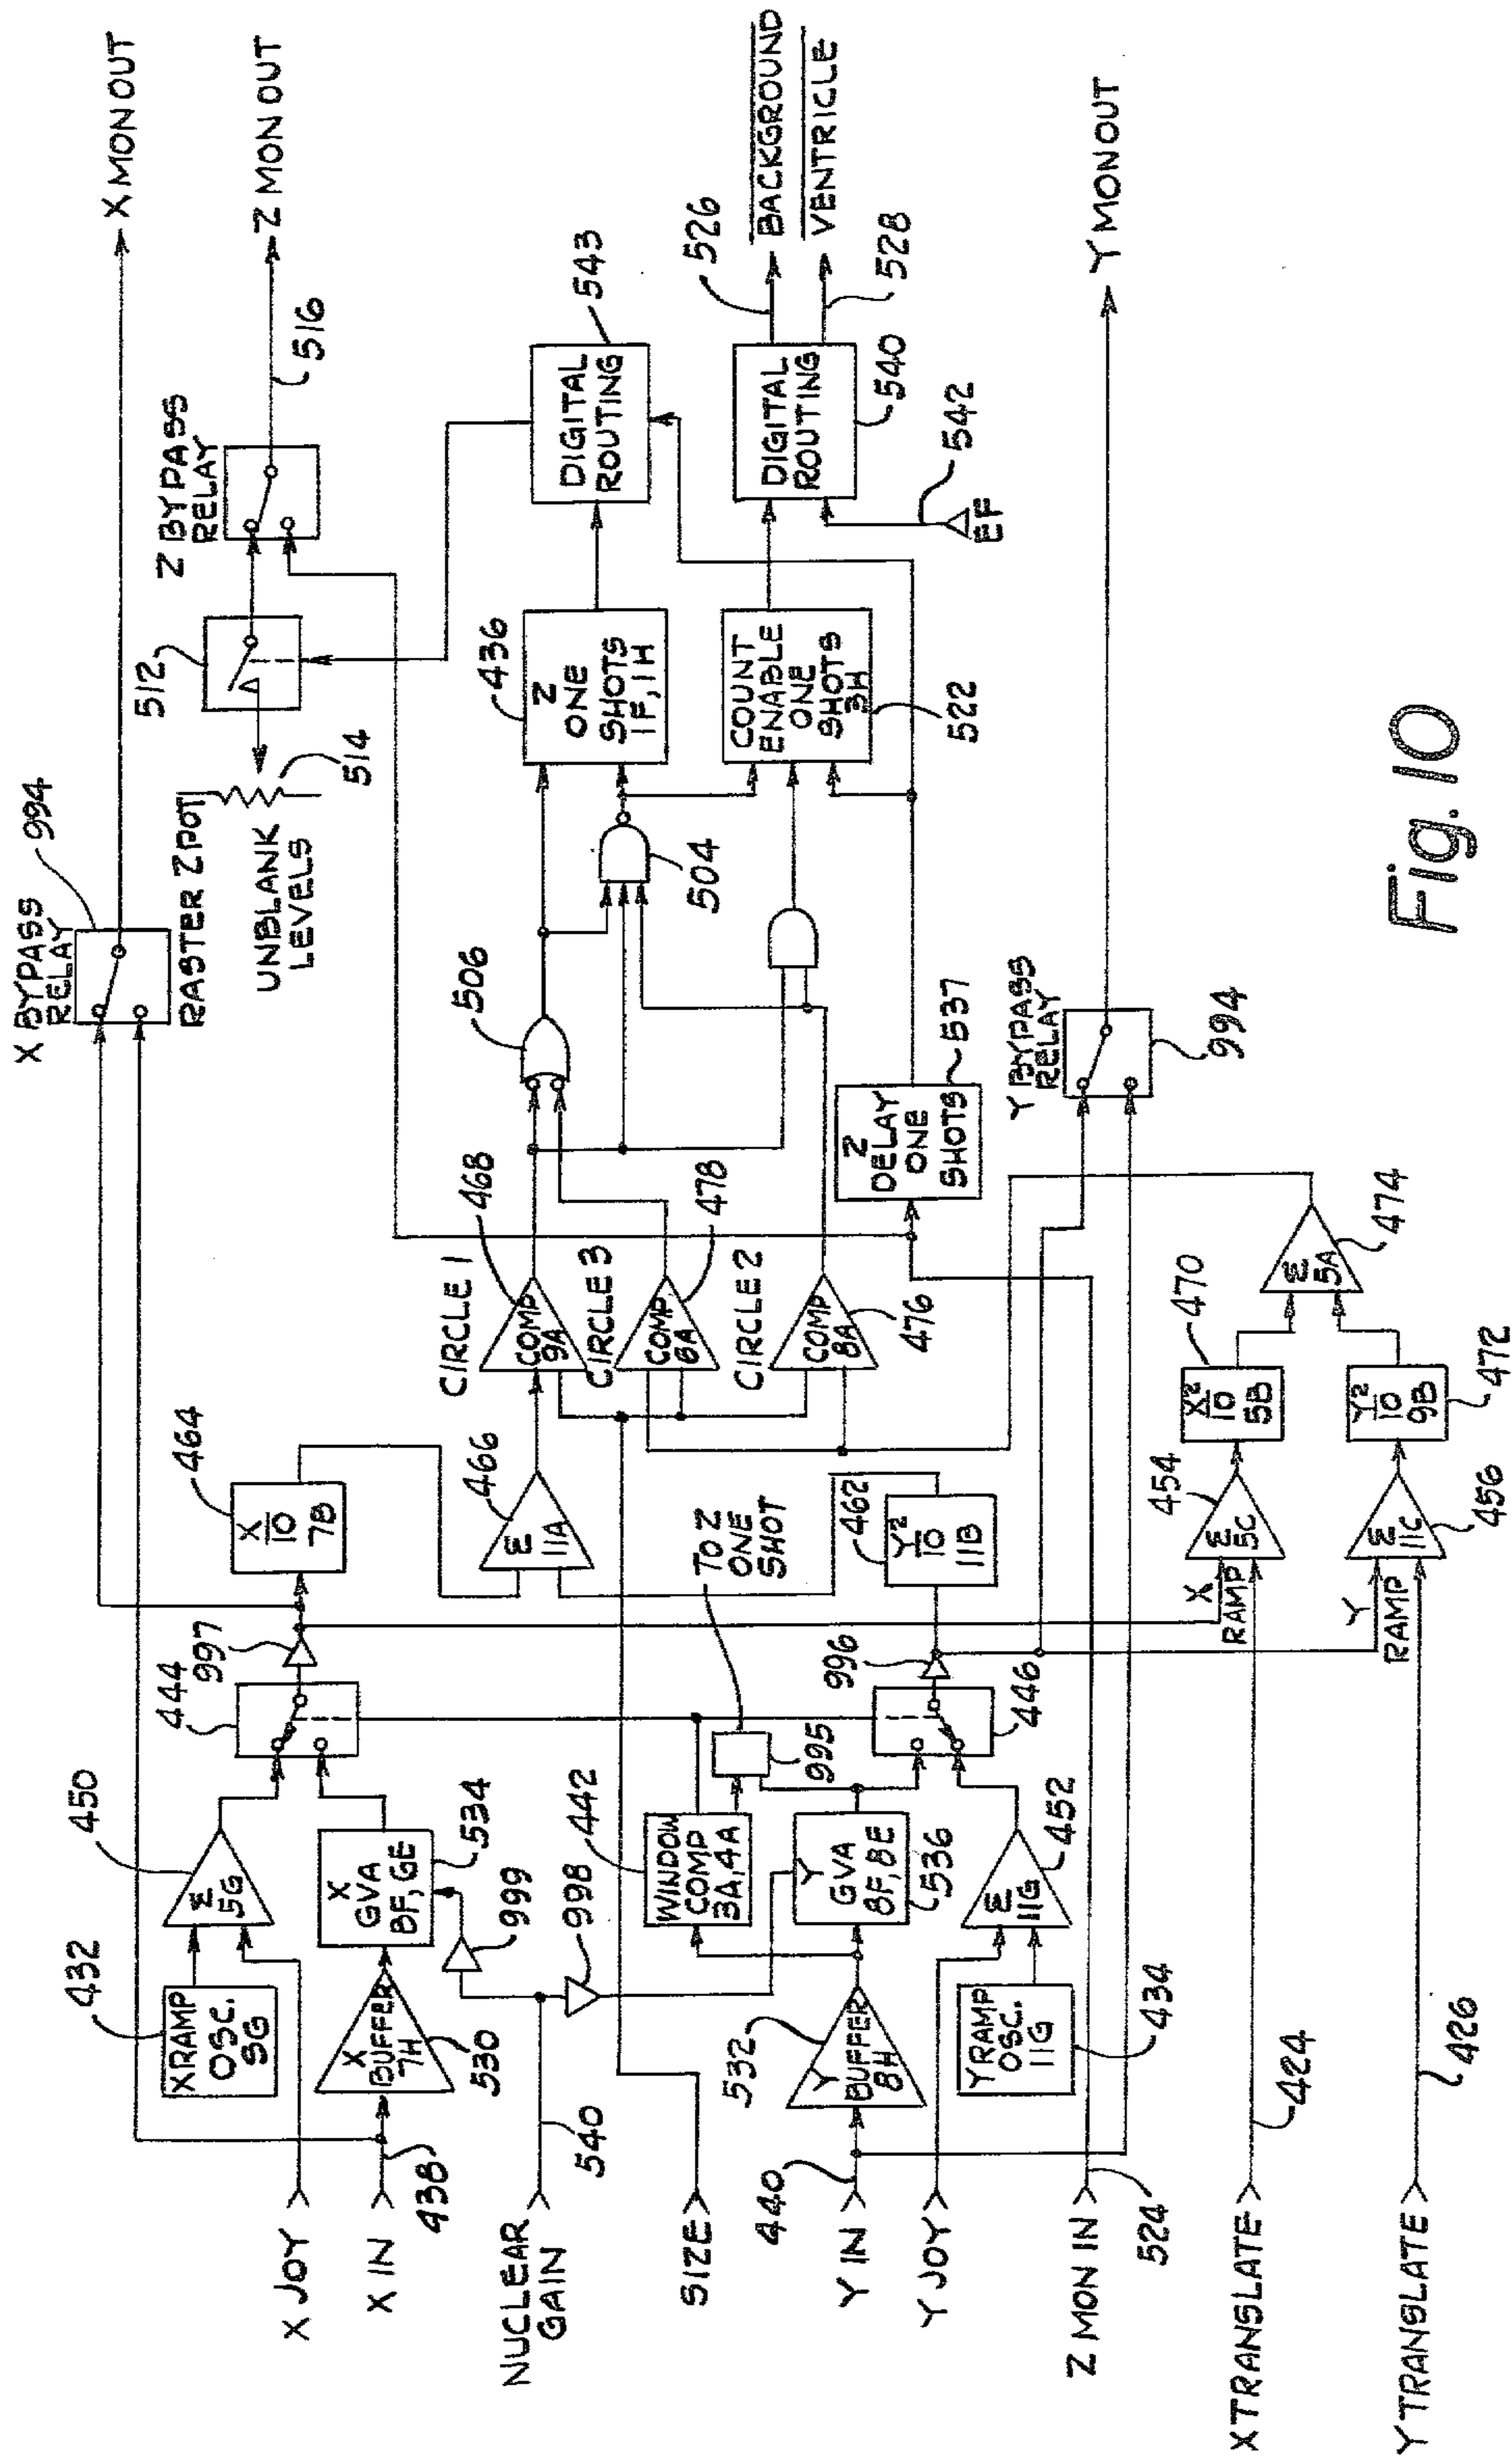 X BYPASS
RELAY
994
X MON OUT
RASTER Z POT
UNBLANK
LEVELS
514
512
Z BYPASS
RELAY
516
Z MON OUT
432
X RAMP
OSC.
5G
450
Σ
5G
444
997
464
X
10
7B
X JOY
X IN
438
X
BUFFER
7H
530
X
GVA
8F, 6E
534
999
998
NUCLEAR
GAIN
540
466
Σ
11A
CIRCLE 1
468
COMP
9A
CIRCLE 3
COMP
6A
478
CIRCLE 2
COMP
8A
476
506
504
436
Z
ONE
SHOTS
1F, 1H
DIGITAL
ROUTING
543
COUNT
ENABLE
ONE
SHOTS
3H
522
DIGITAL
ROUTING
540
526
BACKGROUND
VENTRICLE
528
542
EF
SIZE
442
WINDOW
COMP
3A, 4A
995
TO Z
ONE
SHOT
462
Y²
10
11B
Z
DELAY
ONE
SHOTS
537
Y IN
440
532
Y
BUFFER
8H
Y
GVA
8F, 8E
536
996
446
Y JOY
Y RAMP
OSC.
11G
434
Σ
11G
452
Y BYPASS
RELAY
994
Y MON OUT
Z MON IN
524
X TRANSLATE
424
X
RAMP
Σ
5C
454
X²
10
5B
470
Σ
5A
474
Y TRANSLATE
426
Y
RAMP
Σ
11C
456
Y²
10
9B
472
Fig. 10